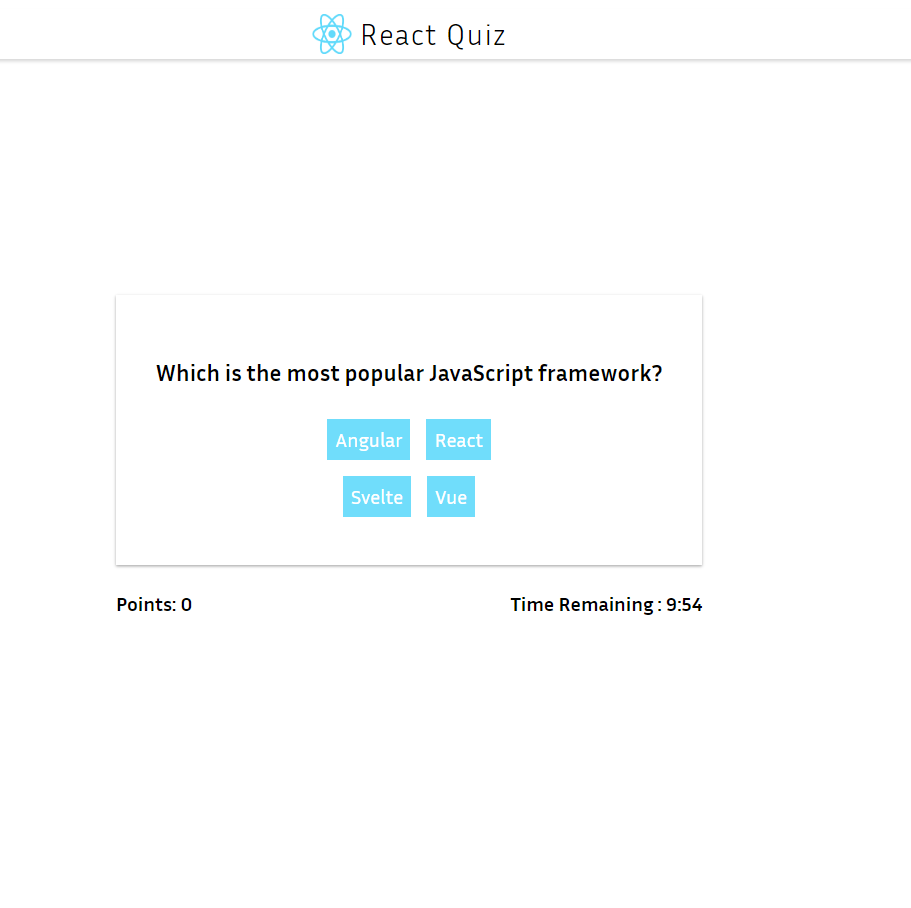 React Quiz
Which is the most popular JavaScript framework?
Angular React
Svelte Vue
Points: 0 Time Remaining : 9:54